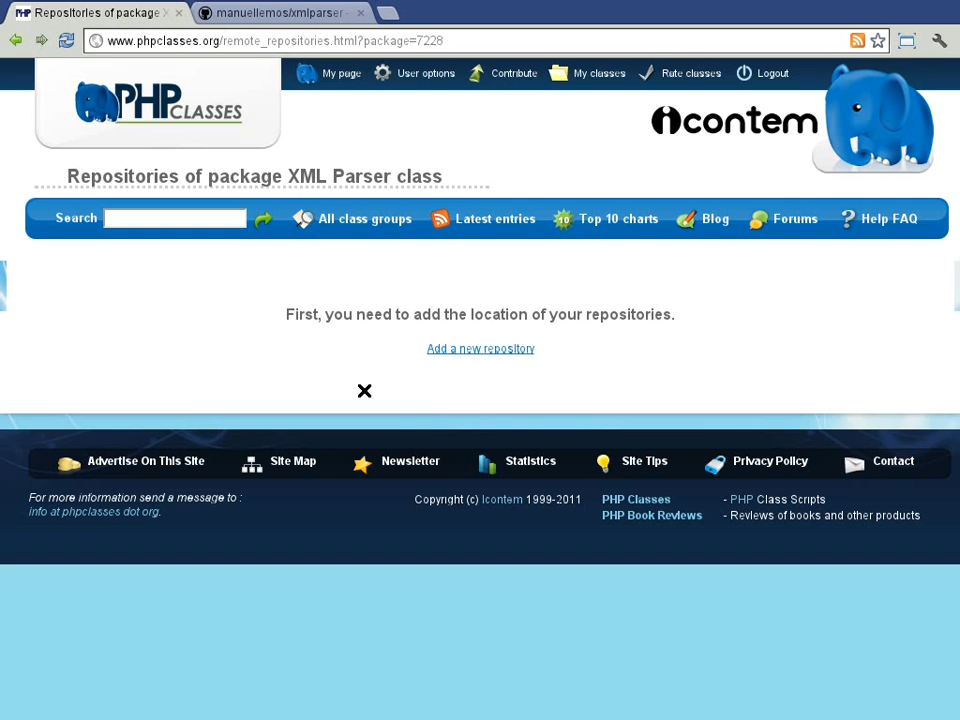 Repositories of package X
manuellemos/xmlparser -
www.phpclasses.org/remote_repositories.html?package=7228
My page User options Contribute My classes Rate classes Logout
PHP CLASSES
icontem
Repositories of package XML Parser class
Search All class groups Latest entries 10 Top 10 charts Blog Forums ? Help FAQ
First, you need to add the location of your repositories.
Add a new repository
Advertise On This Site Site Map Newsletter Statistics Site Tips Privacy Policy Contact
For more information send a message to :
info at phpclasses dot org.
Copyright (c) Icontem 1999-2011
PHP Classes - PHP Class Scripts
PHP Book Reviews - Reviews of books and other products